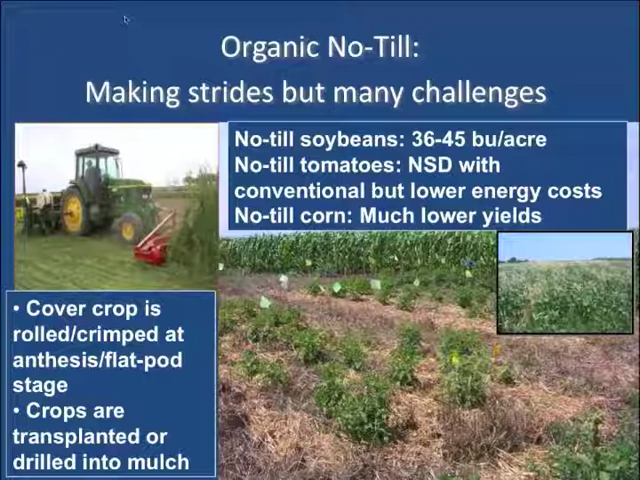 Organic No-Till:
Making strides but many challenges
No-till soybeans: 36-45 bu/acre
No-till tomatoes: NSD with
conventional but lower energy costs
No-till corn: Much lower yields
• Cover crop is
rolled/crimped at
anthesis/flat-pod
stage
• Crops are
transplanted or
drilled into mulch